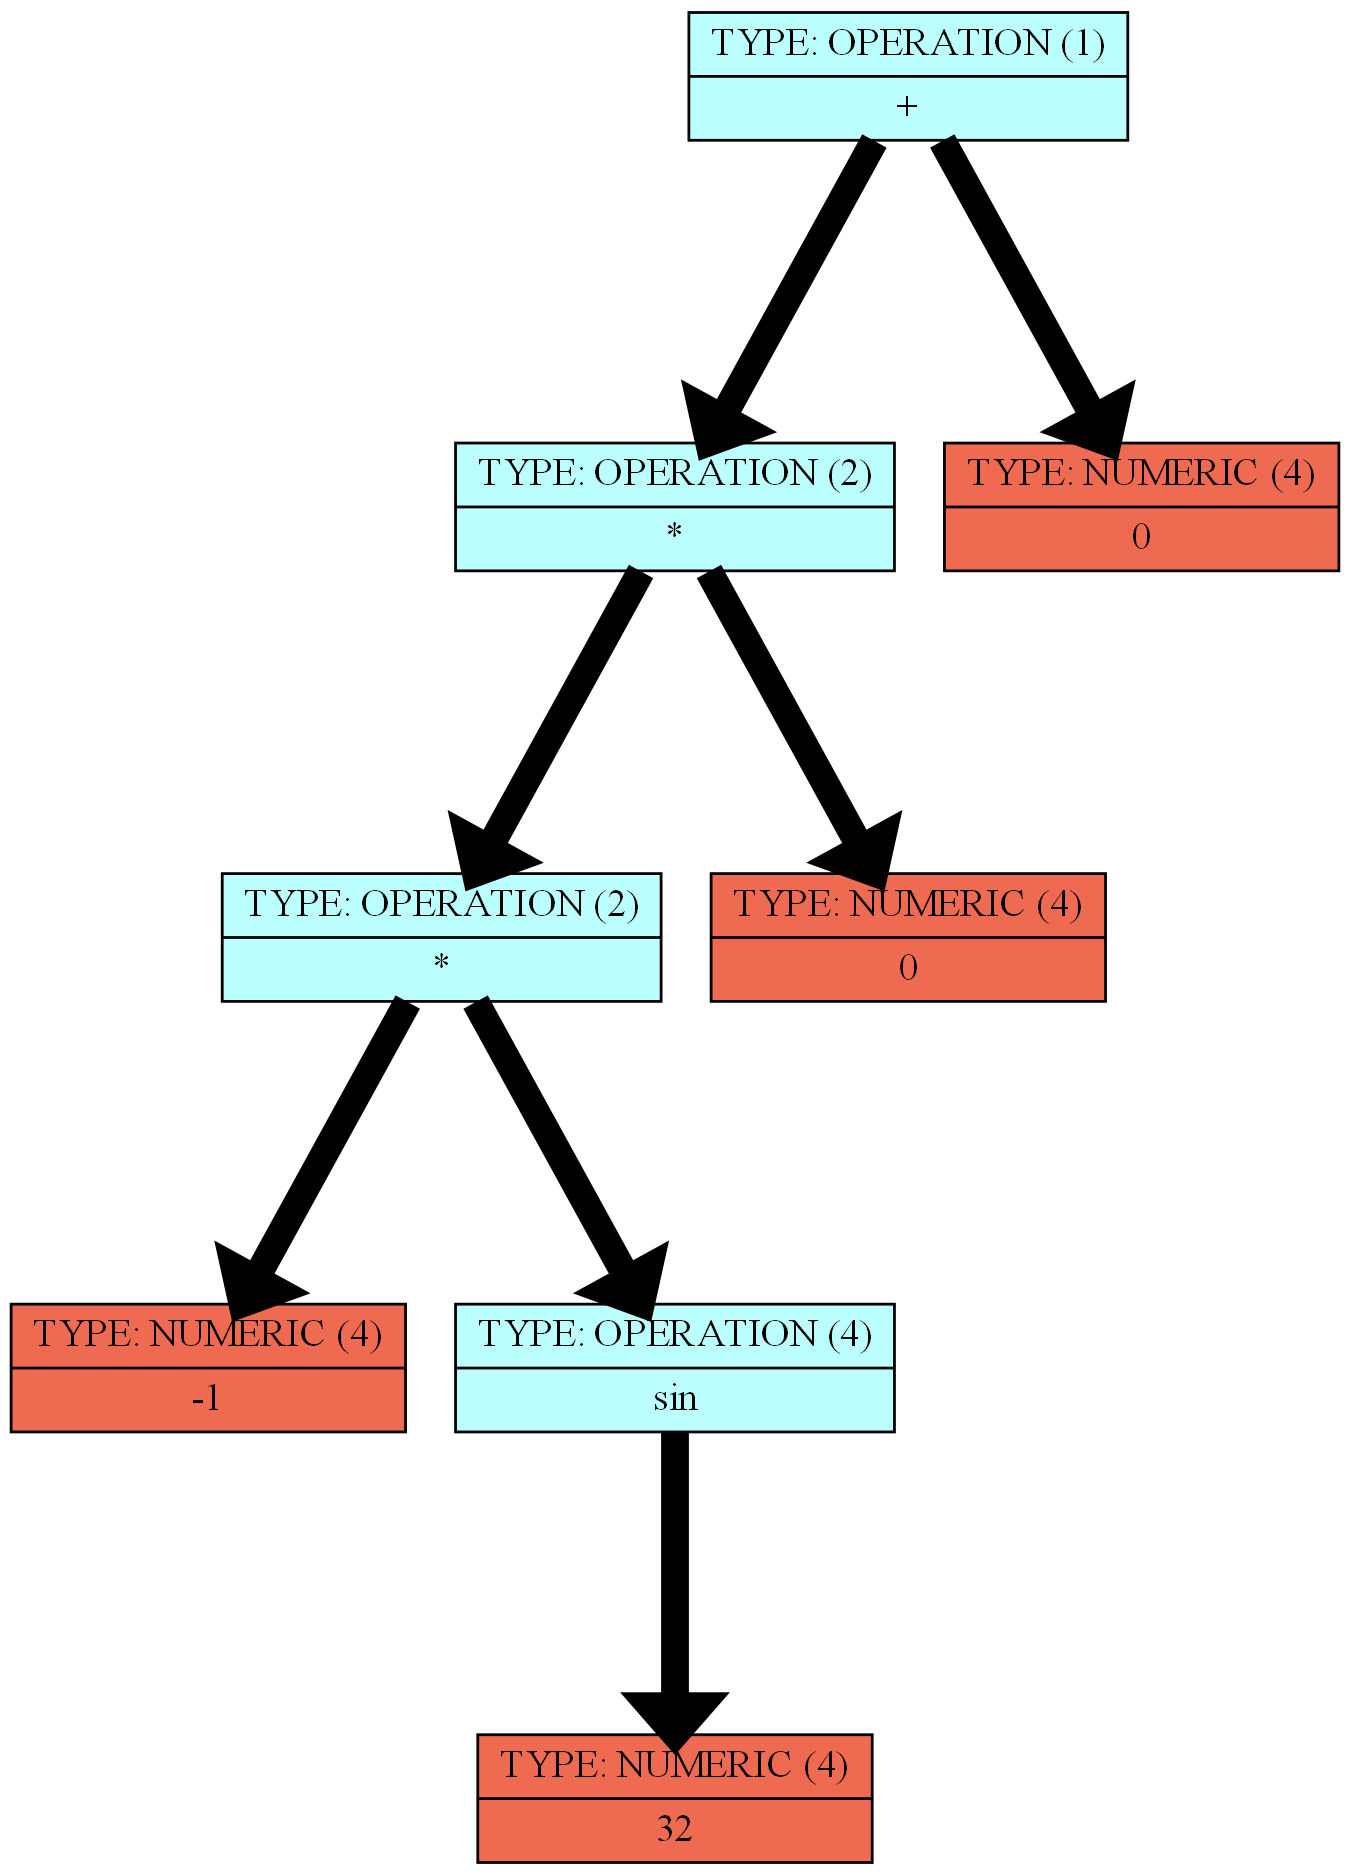 TYPE: OPERATION (1)
+
TYPE: OPERATION (2)
*
TYPE: NUMERIC (4)
0
TYPE: OPERATION (2)
*
TYPE: NUMERIC (4)
0
TYPE: NUMERIC (4)
-1
TYPE: OPERATION (4)
sin
TYPE: NUMERIC (4)
32